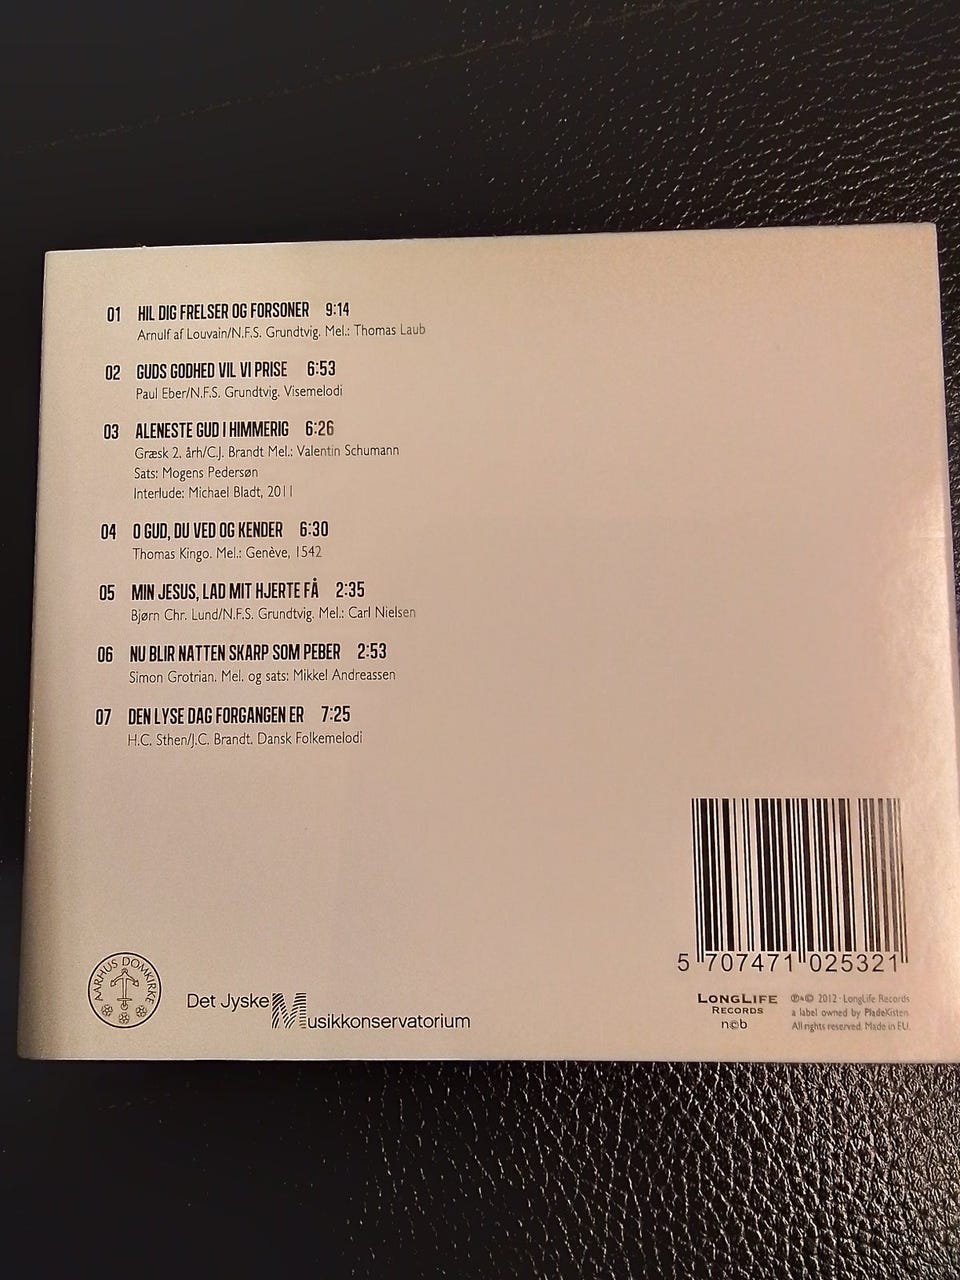 01 HIL DIG FRELSER OG FORSONER 9:14
Arnulf af Louvain/N.F.S. Grundtvig. Mel.: Thomas Laub
02 GUDS GODHED VIL VI PRISE 6:53
Paul Eber/N.F.S. Grundtvig. Visemelodi
03 ALENESTE GUD I HIMMERIG 6:26
Græsk 2. årh/C.J. Brandt Mel.: Valentin Schumann
Sats: Mogens Pedersøn
Interlude: Michael Bladt, 2011
04 O GUD, DU VED OG KENDER 6:30
Thomas Kingo. Mel.: Genève, 1542
05 MIN JESUS, LAD MIT HJERTE FÅ 2:35
Bjørn Chr. Lund/N.F.S. Grundtvig. Mel.: Carl Nielsen
06 NU BLIR NATTEN SKARP SOM PEBER 2:53
Simon Grotrian. Mel. og sats: Mikkel Andreassen
07 DEN LYSE DAG FORGANGEN ER 7:25
H.C. Sthen/J.C. Brandt. Dansk Folkemelodi
AARHUS DOMKIRKE
Det Jyske
Musikkonservatorium
5 707471 025321
LONGLIFE
RECORDS
n©b
℗&© 2012 · LongLife Records
a label owned by PladeKisten.
All rights reserved. Made in EU.